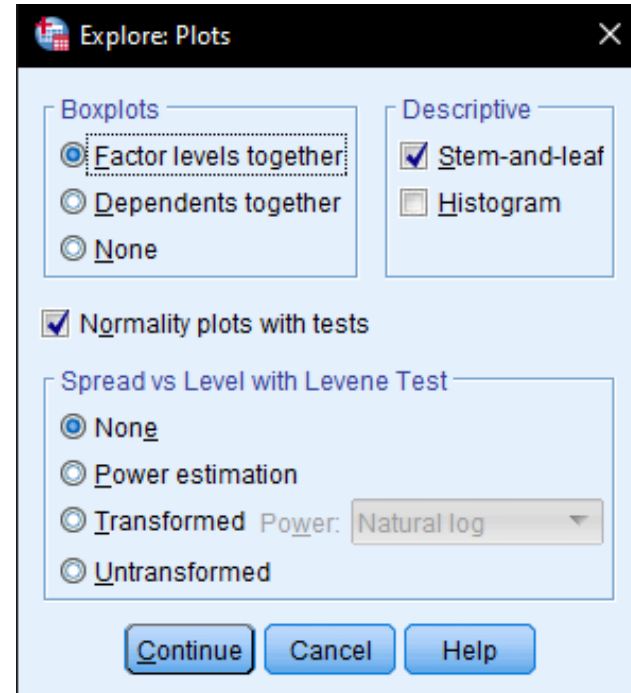 Explore: Plots
Boxplots
Factor levels together
Dependents together
None
Descriptive
Stem-and-leaf
Histogram
Normality plots with tests
Spread vs Level with Levene Test
None
Power estimation
Transformed Power: Natural log
Untransformed
Continue Cancel Help